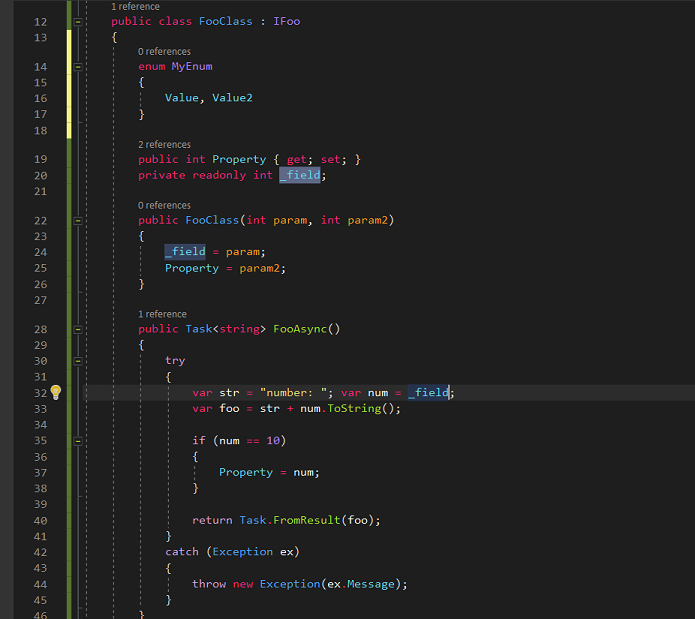 1 reference
12 public class FooClass : IFoo
13 {
0 references
14 enum MyEnum
15 {
16 Value, Value2
17 }
18
2 references
19 public int Property { get; set; }
20 private readonly int _field;
21
0 references
22 public FooClass(int param, int param2)
23 {
24 _field = param;
25 Property = param2;
26 }
27
1 reference
28 public Task<string> FooAsync()
29 {
30 try
31 {
32 var str = "number: "; var num = _field;
33 var foo = str + num.ToString();
34
35 if (num == 10)
36 {
37 Property = num;
38 }
39
40 return Task.FromResult(foo);
41 }
42 catch (Exception ex)
43 {
44 throw new Exception(ex.Message);
45 }
46 }